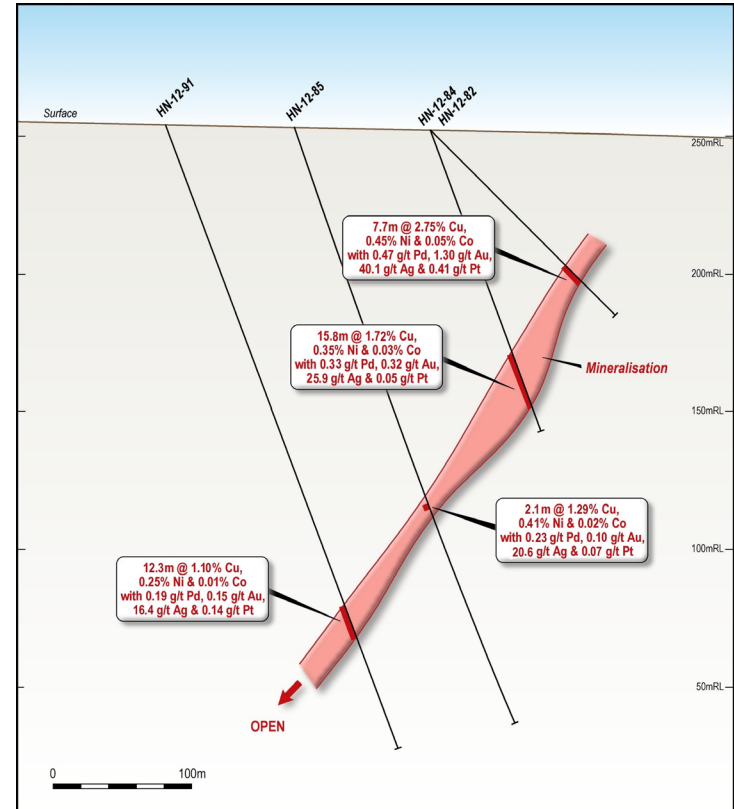 HN-12-91
HN-12-85
HN-12-84
HN-12-82
Surface
250mRL
7.7m @ 2.75% Cu,
0.45% Ni & 0.05% Co
with 0.47 g/t Pd, 1.30 g/t Au,
40.1 g/t Ag & 0.41 g/t Pt
200mRL
15.8m @ 1.72% Cu,
0.35% Ni & 0.03% Co
with 0.33 g/t Pd, 0.32 g/t Au,
25.9 g/t Ag & 0.05 g/t Pt
Mineralisation
150mRL
2.1m @ 1.29% Cu,
0.41% Ni & 0.02% Co
with 0.23 g/t Pd, 0.10 g/t Au,
20.6 g/t Ag & 0.07 g/t Pt
100mRL
12.3m @ 1.10% Cu,
0.25% Ni & 0.01% Co
with 0.19 g/t Pd, 0.15 g/t Au,
16.4 g/t Ag & 0.14 g/t Pt
50mRL
OPEN
0 100m